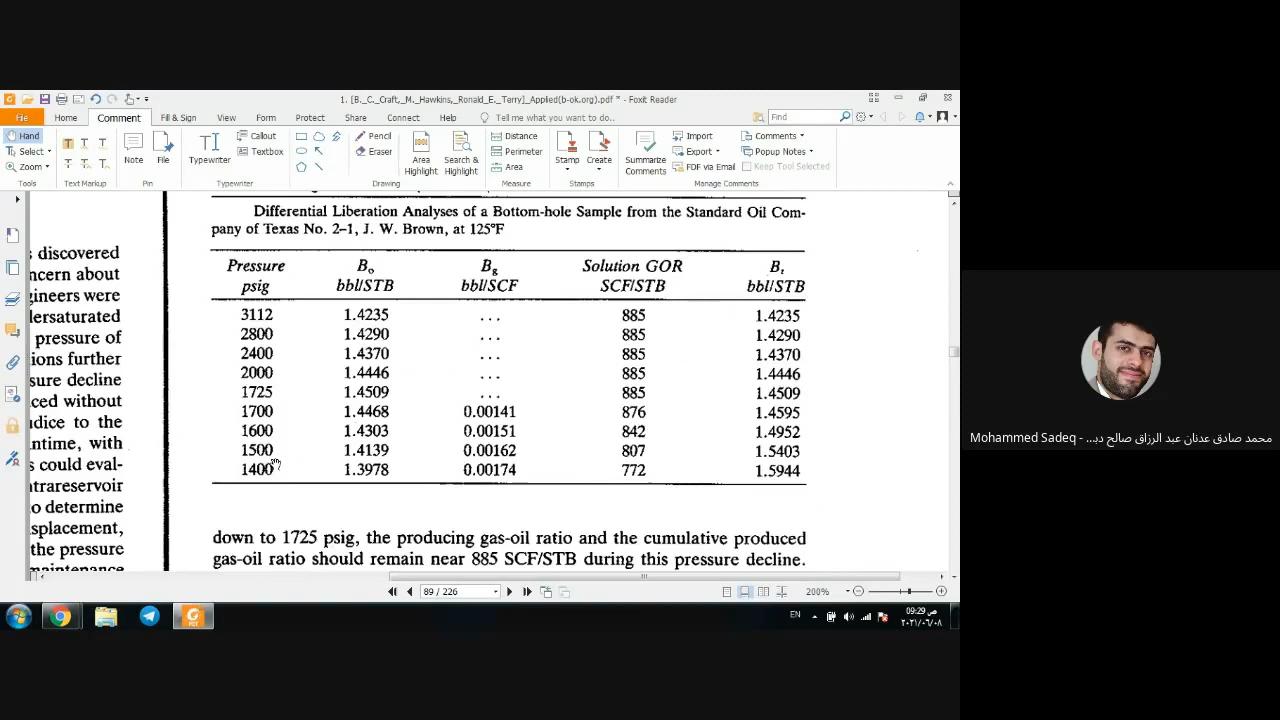 1. [B._C._Craft,_M._Hawkins,_Ronald_E._Terry]_Applied(b-ok.org).pdf * - Foxit Reader
File Home Comment View Form Protect Share Connect Help Tell me what you want to do.. Find
Fill & Sign
Hand
Select
Zoom
Tools
Text Markup
Note
File
Pin
Typewriter
Callout
Textbox
Typewriter
Pencil
Eraser
Drawing
Area Highlight
Search & Highlight
Distance
Perimeter
Area
Measure
Stamp
Create
Stamps
Summarize Comments
Import
Export
FDF via Email
Comments
Popup Notes
Keep Tool Selected
Manage Comments
Differential Liberation Analyses of a Bottom-hole Sample from the Standard Oil Com-
pany of Texas No. 2–1, J. W. Brown, at 125°F
Pressure Bo Bg Solution GOR Bt
psig bbl/STB bbl/SCF SCF/STB bbl/STB
3112 1.4235 ... 885 1.4235
2800 1.4290 ... 885 1.4290
2400 1.4370 ... 885 1.4370
2000 1.4446 ... 885 1.4446
1725 1.4509 ... 885 1.4509
1700 1.4468 0.00141 876 1.4595
1600 1.4303 0.00151 842 1.4952
1500 1.4139 0.00162 807 1.5403
1400 1.3978 0.00174 772 1.5944
down to 1725 psig, the producing gas-oil ratio and the cumulative produced
gas-oil ratio should remain near 885 SCF/STB during this pressure decline.
discovered
ncern about
gineers were
dersaturated
pressure of
ions further
sure decline
ced without
udice to the
ntime, with
s could eval-
ntrareservoir
o determine
splacement,
the pressure
maintenance
89 / 226
200%
EN
09:29 ص
٢٠٢١/٠٦/٠٨
Mohammed Sadeq - محمد صادق عدنان عبد الرزاق صالح دبـ...